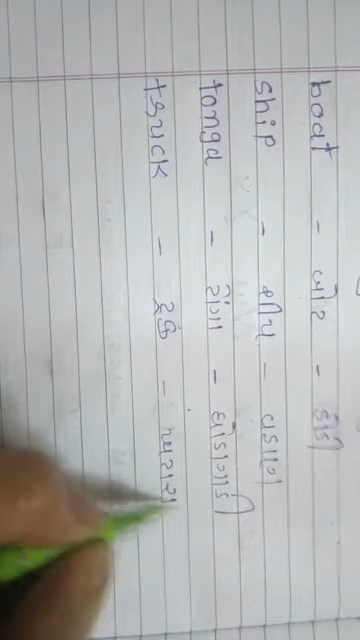 boat - બોટ - હોડી
ship - શીપ - વહાણ
tonga - ટાંગા - ઘોડાગાડી
truck - ટ્રક - ખટારા